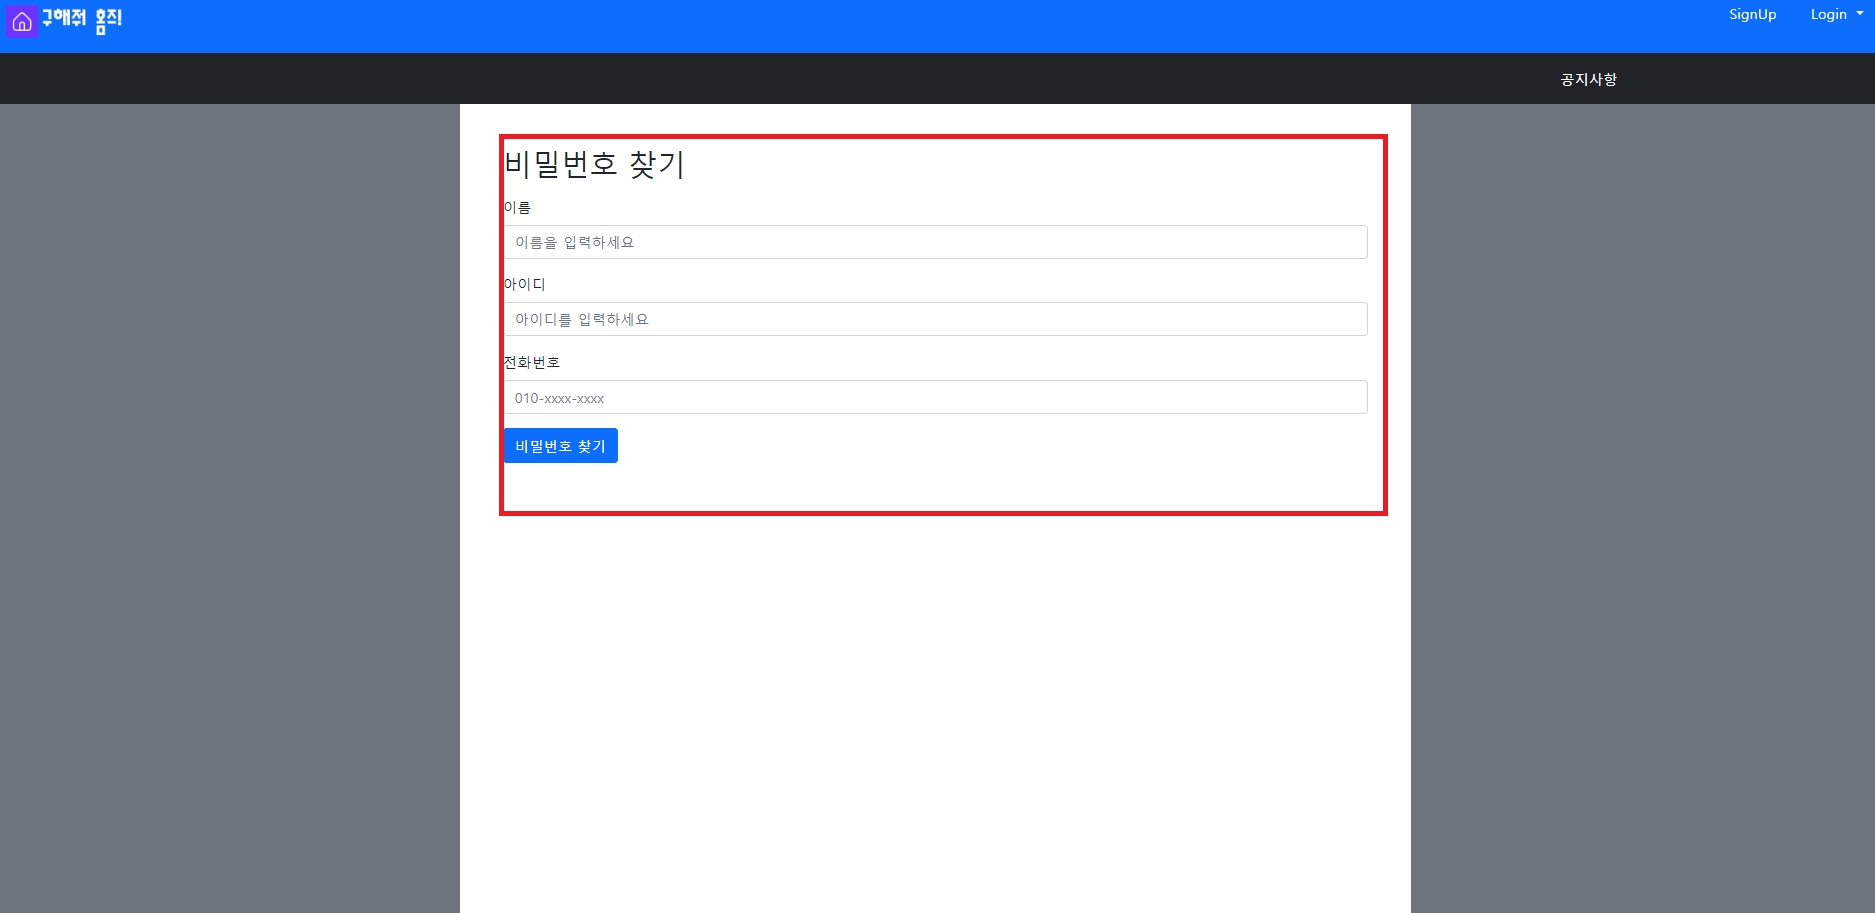 구해줘 홈즈!
SignUp
Login
공지사항
비밀번호 찾기
이름
이름을 입력하세요
아이디
아이디를 입력하세요
전화번호
010-xxxx-xxxx
비밀번호 찾기